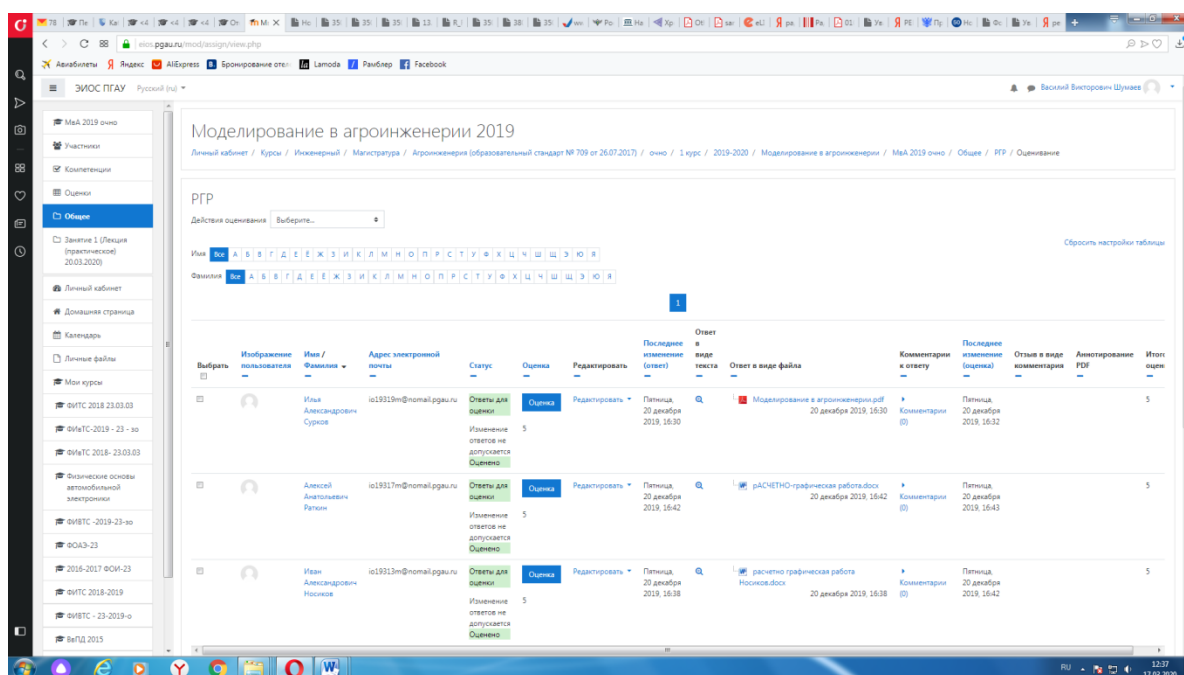 eios.pgau.ru/mod/assign/view.php
Авиабилеты Яндекс AliExpress Бронирование отел Lamoda Рамблер Facebook
ЭИОС ПГАУ Русский (ru)
Василий Викторович Шумаев
МвА 2019 очно
Участники
Компетенции
Оценки
Общее
Занятие 1 (Лекция
(практическое)
20.03.2020)
Личный кабинет
Домашняя страница
Календарь
Личные файлы
Мои курсы
ФИТС 2018 23.03.03
ФИвТС-2019 - 23 - зо
ФИвТС 2018- 23.03.03
Физические основы
автомобильной
электроники
ФИВТС -2019-23-зо
ФОАЭ-23
2016-2017 ФОИ-23
ФИТС 2018-2019
ФИВТС - 23-2019-о
ВеПД 2015
Моделирование в агроинженерии 2019
Личный кабинет / Курсы / Инженерный / Магистратура / Агроинженерия (образовательный стандарт № 709 от 26.07.2017) / очно / 1 курс / 2019-2020 / Моделирование в агроинженерии / МвА 2019 очно / Общее / РГР / Оценивание
РГР
Действия оценивания Выберите...
Сбросить настройки таблицы
Имя Все А Б В Г Д Е Ё Ж З И К Л М Н О П Р С Т У Ф Х Ц Ч Ш Щ Э Ю Я
Фамилия Все А Б В Г Д Е Ё Ж З И К Л М Н О П Р С Т У Ф Х Ц Ч Ш Щ Э Ю Я
1
Выбрать
Изображение
пользователя
Имя /
Фамилия
Адрес электронной
почты
Статус
Оценка
Редактировать
Последнее
изменение
(ответ)
Ответ
в
виде
текста
Ответ в виде файла
Комментарии
к ответу
Последнее
изменение
(оценка)
Отзыв в виде
комментария
Аннотирование
PDF
Итого
оцен
Илья
Александрович
Сурков
io19319m@nomail.pgau.ru
Ответы для
оценки
Изменение
ответов не
допускается
Оценено
Оценка
5
Редактировать
Пятница,
20 декабря
2019, 16:30
Моделирование в агроинженерии.pdf
20 декабря 2019, 16:30
Комментарии
(0)
Пятница,
20 декабря
2019, 16:32
5
Алексей
Анатольевич
Раткин
io19317m@nomail.pgau.ru
Ответы для
оценки
Изменение
ответов не
допускается
Оценено
Оценка
5
Редактировать
Пятница,
20 декабря
2019, 16:42
рАСЧЕТНО-графическая работа.docx
20 декабря 2019, 16:42
Комментарии
(0)
Пятница,
20 декабря
2019, 16:43
5
Иван
Александрович
Носиков
io19313m@nomail.pgau.ru
Ответы для
оценки
Изменение
ответов не
допускается
Оценено
Оценка
5
Редактировать
Пятница,
20 декабря
2019, 16:38
расчетно графическая работа
Носиков.docx
20 декабря 2019, 16:38
Комментарии
(0)
Пятница,
20 декабря
2019, 16:42
5
RU
12:37
17.03.2020